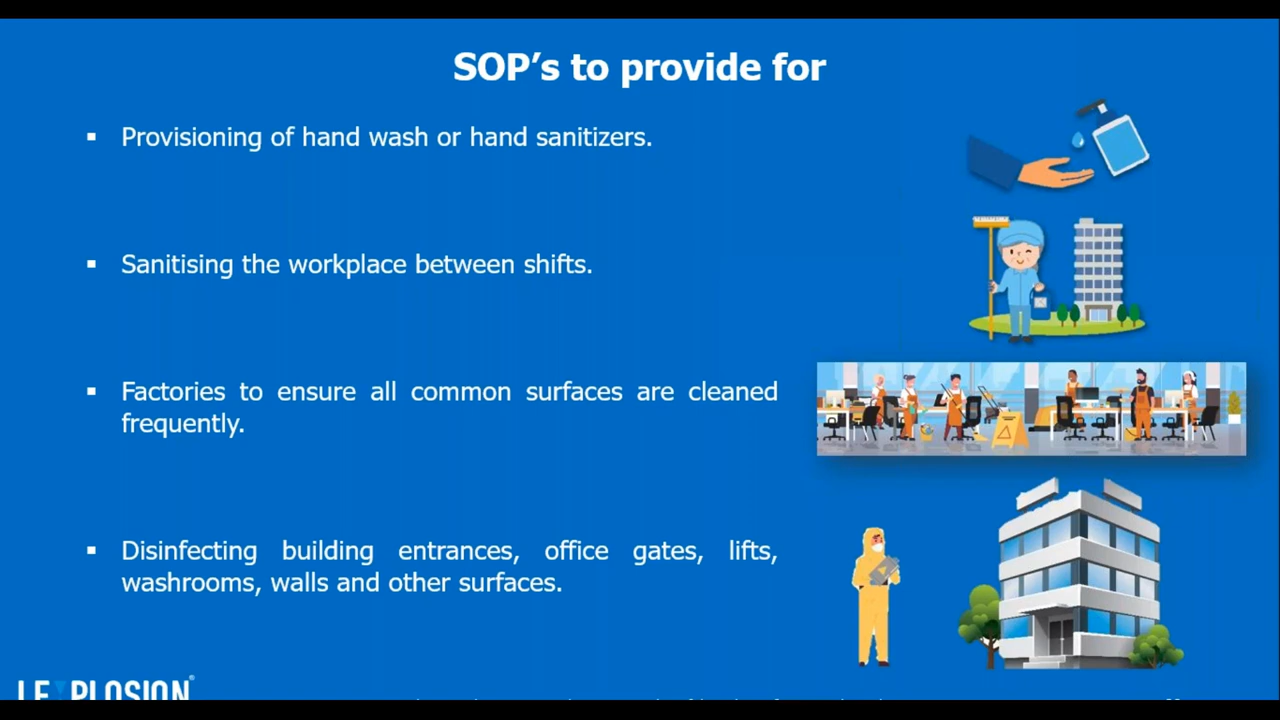 SOP’s to provide for
▪ Provisioning of hand wash or hand sanitizers.
▪ Sanitising the workplace between shifts.
▪ Factories to ensure all common surfaces are cleaned
frequently.
▪ Disinfecting building entrances, office gates, lifts,
washrooms, walls and other surfaces.
LEXPLOSION